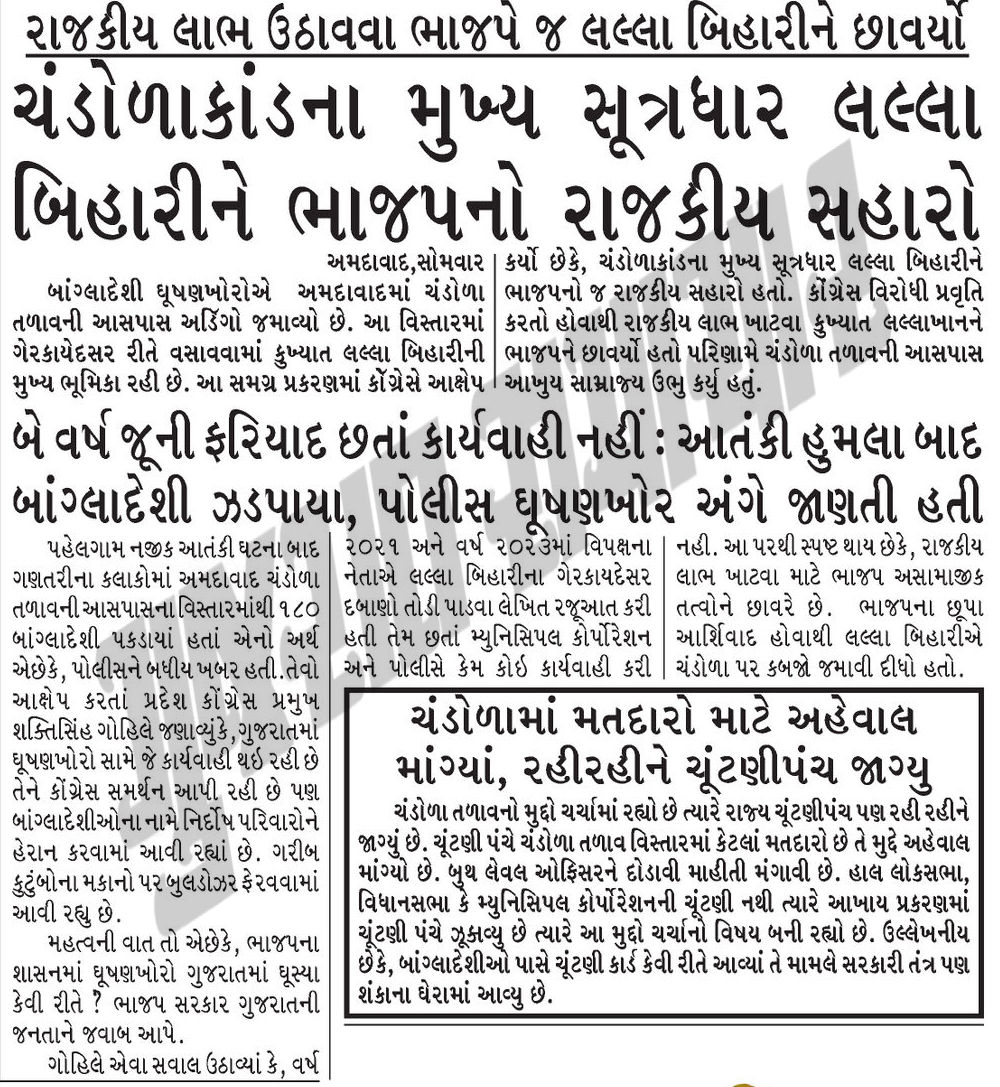 રાજકીય લાભ ઉઠાવવા ભાજપે જ લલ્લા બિહારીને છાવર્યો
ચંડોળાકાંડના મુખ્ય સૂત્રધાર લલ્લા
બિહારીને ભાજપનો રાજકીય સહારો
અમદાવાદ,સોમવાર
બાંગ્લાદેશી ઘૂષણખોરોએ અમદાવાદમાં ચંડોળા
તળાવની આસપાસ અર્ડિંગો જમાવ્યો છે. આ વિસ્તારમાં
ગેરકાયેદસર રીતે વસાવવામાં કુખ્યાત લલ્લા બિહારીની
મુખ્ય ભૂમિકા રહી છે. આ સમગ્ર પ્રકરણમાં કોંગ્રેસે આક્ષેપ
કર્યો છેકે, ચંડોળાકાંડના મુખ્ય સૂત્રધાર લલ્લા બિહારીને
ભાજપનો જ રાજકીય સહારો હતો. કોંગ્રેસ વિરોધી પ્રવૃતિ
કરતો હોવાથી રાજકીય લાભ ખાટવા કુખ્યાત લલ્લાખાનને
ભાજપને છાવર્યો હતો પરિણામે ચંડોળા તળાવની આસપાસ
આખુય સામ્રાજ્ય ઉભુ કર્યુ હતું.
બે વર્ષ જૂની ફરિયાદ છતાં કાર્યવાહી નહીં : આતંકી હુમલા બાદ
બાંગ્લાદેશી ઝડપાયા, પોલીસ ઘૂષણખોર અંગે જાણતી હતી
પહેલગામ નજીક આતંકી ઘટના બાદ
ગણતરીના કલાકોમાં અમદાવાદ ચંડોળા
તળાવની આસપાસના વિસ્તારમાંથી ૧૮૦
બાંગ્લાદેશી પકડાયાં હતાં એનો અર્થ
એછેકે, પોલીસને બધીય ખબર હતી..તેવો
આક્ષેપ કરતાં પ્રદેશ કોંગ્રેસ પ્રમુખ
શક્તિસિંહ ગોહિલે જણાવ્યુંકે,ગુજરાતમાં
ઘૂષણખોરો સામે જે કાર્યવાહી થઇ રહી છે
તેને કોંગ્રેસ સમર્થન આપી રહી છે પણ
બાંગ્લાદેશીઓના નામે નિર્દોષ પરિવારોને
હેરાન કરવામાં આવી રહ્યાં છે. ગરીબ
કુટુંબોના મકાનો પર બુલડોઝર ફેરવવામાં
આવી રહ્યુ છે.
મહત્વની વાત તો એછેકે, ભાજપના
શાસનમાં ઘૂષણખોરો ગુજરાતમાં ઘૂસ્યા
કેવી રીતે ? ભાજપ સરકાર ગુજરાતની
જનતાને જવાબ આપે.
ગોહિલે એવા સવાલ ઉઠાવ્યાં કે, વર્ષ
૨૦૨૧ અને વર્ષ ૨૦૨૩માં વિપક્ષના
નેતાએ લલ્લા બિહારીના ગેરકાયદેસર
દબાણો તોડી પાડવા લેખિત રજૂઆત કરી
હતી તેમ છતાં મ્યુનિસિપલ કોર્પોરેશન
અને પોલીસે કેમ કોઇ કાર્યવાહી કરી
નહી. આ પરથી સ્પષ્ટ થાય છેકે, રાજકીય
લાભ ખાટવા માટે ભાજપ અસામાજીક
તત્વોને છાવરે છે. ભાજપના છૂપા
આર્શિવાદ હોવાથી લલ્લા બિહારીએ
ચંડોળા પર કબજો જમાવી દીધો હતો.
ચંડોળામાં મતદારો માટે અહેવાલ
માંગ્યાં, રહીરહીને ચૂંટણીપંચ જાગ્યુ
ચંડોળા તળાવનો મુદ્દો ચર્ચામાં રહ્યો છે ત્યારે રાજ્ય ચૂંટણીપંચ પણ રહી રહીને
જાગ્યું છે. ચૂંટણી પંચે ચંડોળા તળાવ વિસ્તારમાં કેટલાં મતદારો છે તે મુદ્દે અહેવાલ
માંગ્યો છે. બુથ લેવલ ઓફિસરને દોડાવી માહીતી મંગાવી છે. હાલ લોકસભા,
વિધાનસભા કે મ્યુનિસિપલ કોર્પોરેશનની ચૂંટણી નથી ત્યારે આખાય પ્રકરણમાં
ચૂંટણી પંચે ઝૂકાવ્યુ છે ત્યારે આ મુદ્દો ચર્ચાનો વિષય બની રહ્યો છે. ઉલ્લેખનીય
છેકે, બાંગ્લાદેશીઓ પાસે ચૂંટણી કાર્ડ કેવી રીતે આવ્યાં તે મામલે સરકારી તંત્ર પણ
શંકાના ઘેરામાં આવ્યુ છે.
ગુજરાત સમાચાર